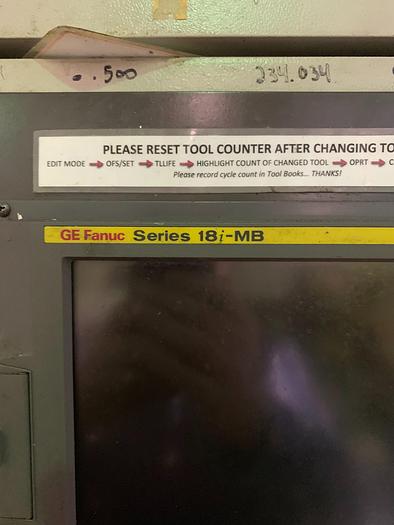 .500 234.034
PLEASE RESET TOOL COUNTER AFTER CHANGING TO
EDIT MODE → OFS/SET → TLLIFE → HIGHLIGHT COUNT OF CHANGED TOOL → OPRT → C
Please record cycle count in Tool Books... THANKS!
GE Fanuc Series 18i-MB